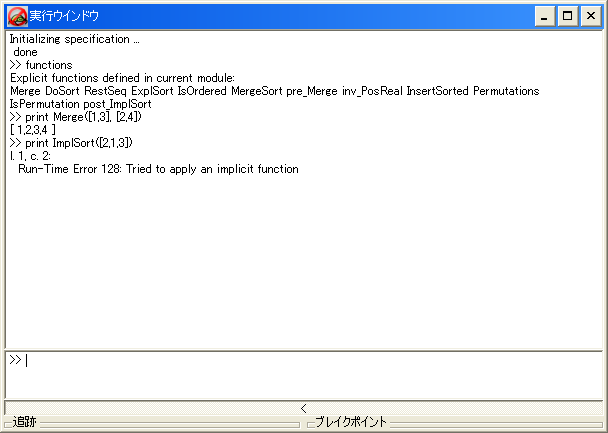 実行ウインドウ
Initializing specification ...
done
>> functions
Explicit functions defined in current module:
Merge DoSort RestSeq ExplSort IsOrdered MergeSort pre_Merge inv_PosReal InsertSorted Permutations
IsPermutation post_ImplSort
>> print Merge([1,3], [2,4])
[ 1,2,3,4 ]
>> print ImplSort([2,1,3])
l. 1, c. 2:
Run-Time Error 128: Tried to apply an implicit function
>>
<
追跡
ブレイクポイント